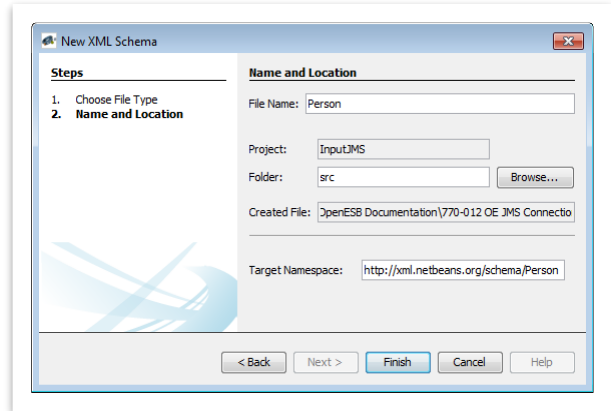 New XML Schema
Steps
1. Choose File Type
2. Name and Location
Name and Location
File Name: Person
Project: InputJMS
Folder: src Browse...
Created File: OpenESB Documentation\770-012 OE JMS Connectio
Target Namespace: http://xml.netbeans.org/schema/Person
< Back Next > Finish Cancel Help